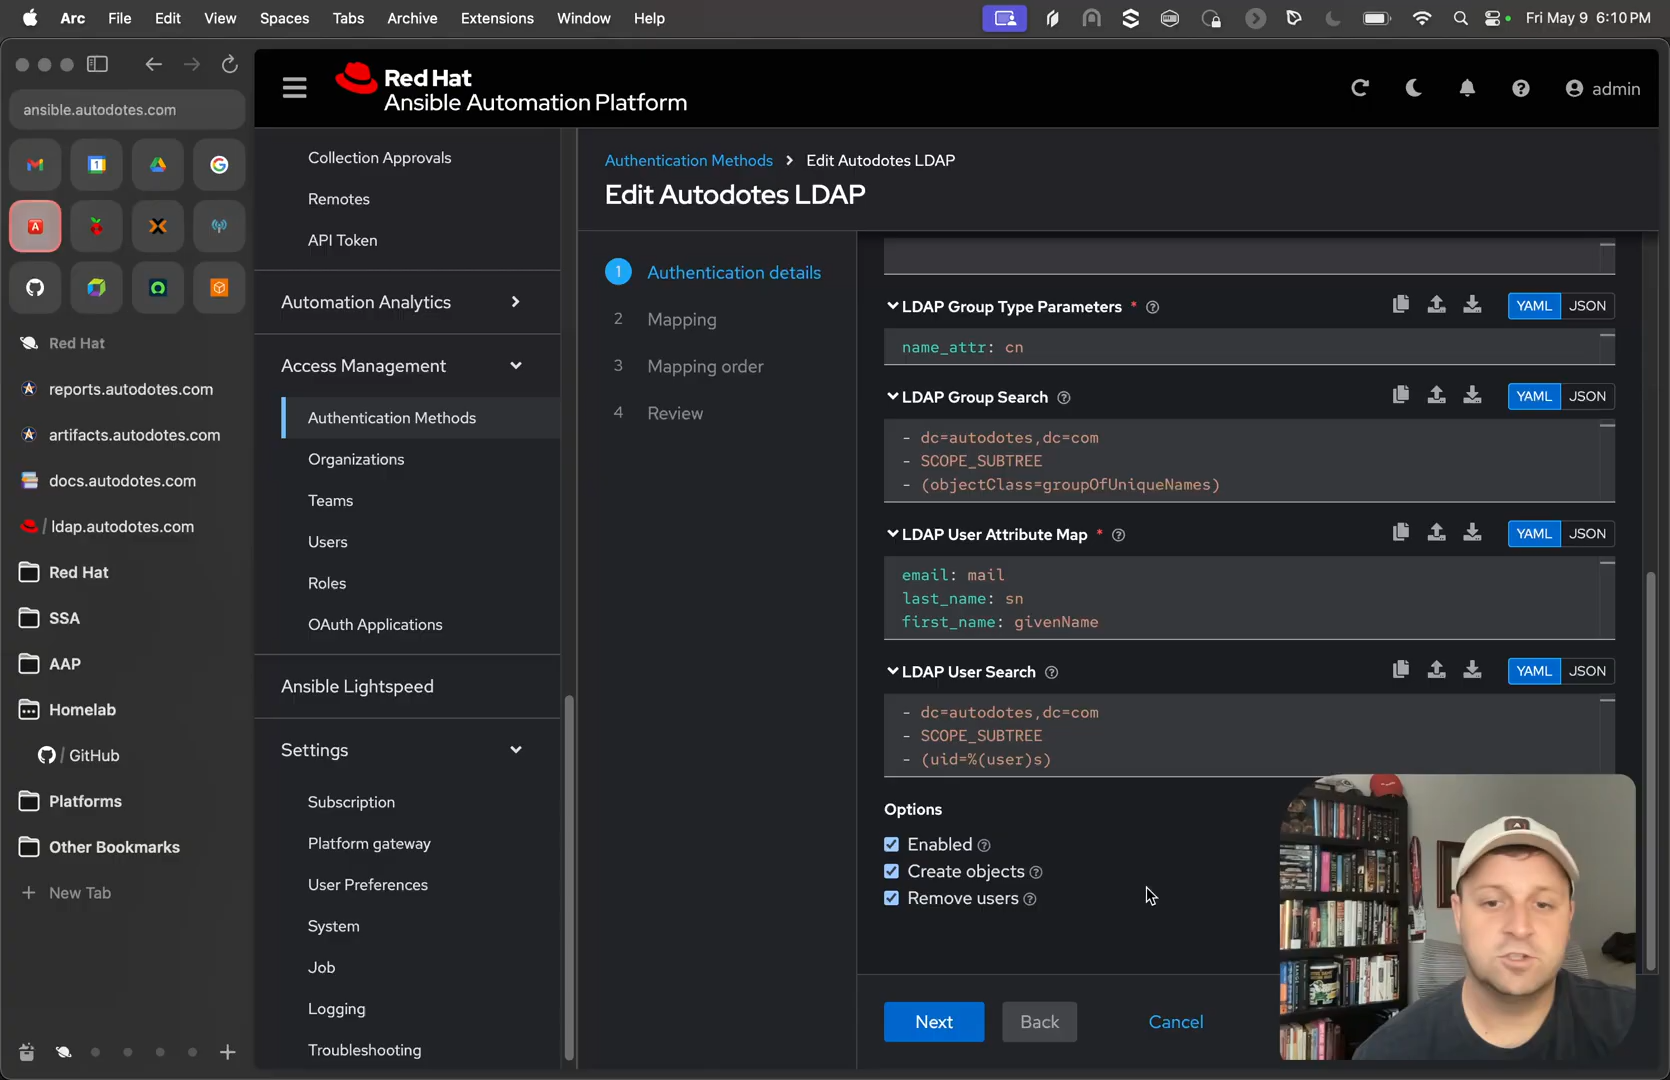 Arc File Edit View Spaces Tabs Archive Extensions Window Help Fri May 9 6:10 PM
ansible.autodotes.com
Red Hat
reports.autodotes.com
artifacts.autodotes.com
docs.autodotes.com
/ ldap.autodotes.com
Red Hat
SSA
AAP
Homelab
/ GitHub
Platforms
Other Bookmarks
+ New Tab
Red Hat
Ansible Automation Platform
admin
Collection Approvals
Remotes
API Token
Automation Analytics
Access Management
Authentication Methods
Organizations
Teams
Users
Roles
OAuth Applications
Ansible Lightspeed
Settings
Subscription
Platform gateway
User Preferences
System
Job
Logging
Troubleshooting
Authentication Methods > Edit Autodotes LDAP
Edit Autodotes LDAP
1 Authentication details
2 Mapping
3 Mapping order
4 Review
LDAP Group Type Parameters * YAML JSON
name_attr: cn
LDAP Group Search YAML JSON
- dc=autodotes,dc=com
- SCOPE_SUBTREE
- (objectClass=groupOfUniqueNames)
LDAP User Attribute Map * YAML JSON
email: mail
last_name: sn
first_name: givenName
LDAP User Search YAML JSON
- dc=autodotes,dc=com
- SCOPE_SUBTREE
- (uid=%(user)s)
Options
Enabled
Create objects
Remove users
Next Back Cancel